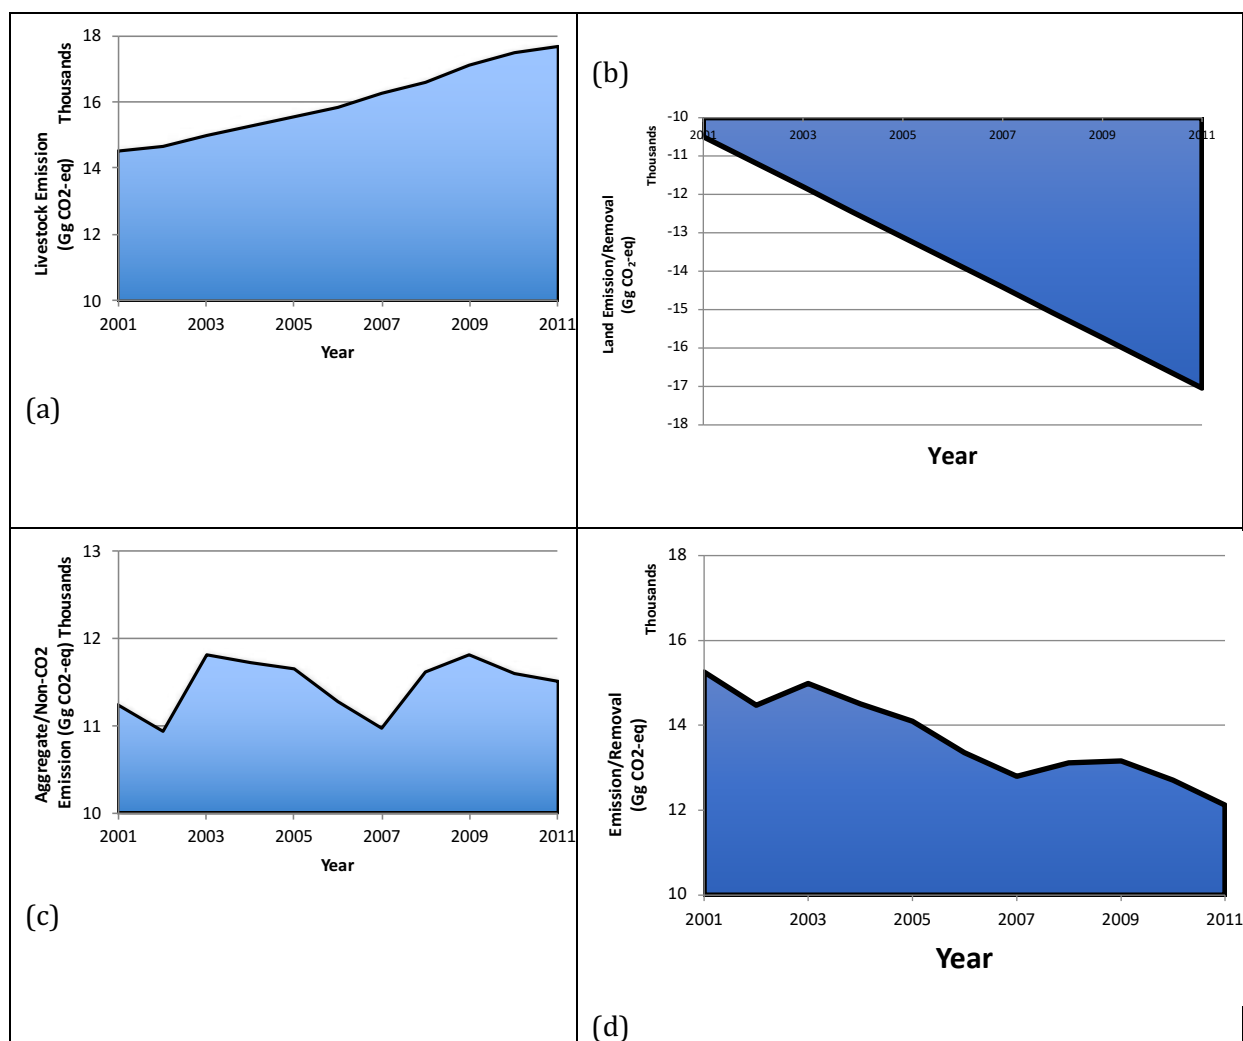 18
16
14
12
10
Thousands
Livestock Emission
(Gg CO2-eq)
2001 2003 2005 2007 2009 2011
Year
(a)
(b)
-10
-11
-12
-13
-14
-15
-16
-17
-18
2001 2003 2005 2007 2009 2011
Thousands
Land Emission/Removal
(Gg CO₂-eq)
Year
13
12
11
10
Aggregate/Non-CO2
Emission (Gg CO2-eq) Thousands
2001 2003 2005 2007 2009 2011
Year
(c)
18
16
14
12
10
Thousands
Emission/Removal
(Gg CO2-eq)
2001 2003 2005 2007 2009 2011
Year
(d)